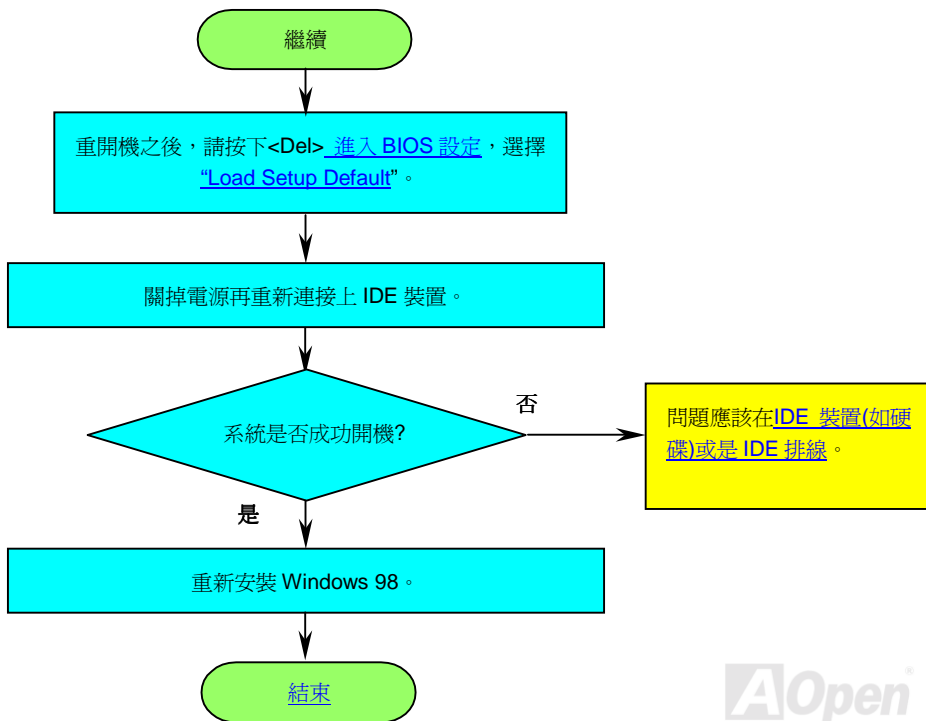 繼續
重開機之後，請按下<Del> 進入 BIOS 設定，選擇
“Load Setup Default”。
關掉電源再重新連接上 IDE 裝置。
系統是否成功開機?
否
問題應該在IDE 裝置(如硬
碟)或是 IDE 排線。
是
重新安裝 Windows 98。
結束
AOpen®